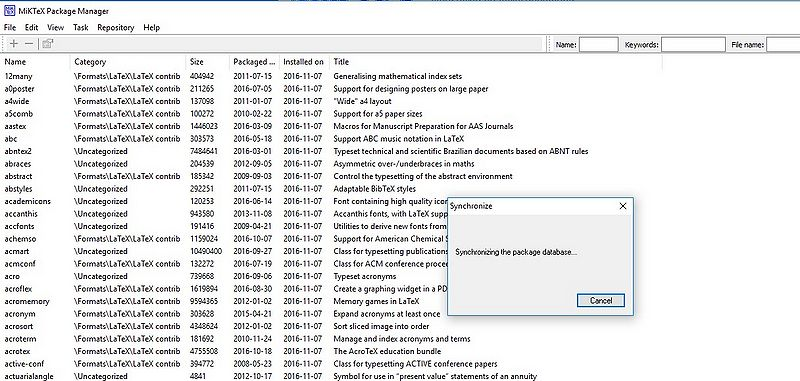 MiKTeX Package Manager
File Edit View Task Repository Help
Name: Keywords: File name:
Name Category Size Packaged ... Installed on Title
12many \Formats\LaTeX\LaTeX contrib 404942 2011-07-15 2016-11-07 Generalising mathematical index sets
a0poster \Formats\LaTeX\LaTeX contrib 211265 2016-07-05 2016-11-07 Support for designing posters on large paper
a4wide \Formats\LaTeX\LaTeX contrib 137098 2011-01-07 2016-11-07 "Wide" a4 layout
a5comb \Formats\LaTeX\LaTeX contrib 100272 2010-02-22 2016-11-07 Support for a5 paper sizes
aastex \Formats\LaTeX\LaTeX contrib 1446023 2016-03-09 2016-11-07 Macros for Manuscript Preparation for AAS Journals
abc \Formats\LaTeX\LaTeX contrib 303573 2016-05-18 2016-11-07 Support ABC music notation in LaTeX
abntex2 \Uncategorized 7484641 2016-03-01 2016-11-07 Typeset technical and scientific Brazilian documents based on ABNT rules
abraces \Uncategorized 204539 2012-09-05 2016-11-07 Asymmetric over-/underbraces in maths
abstract \Formats\LaTeX\LaTeX contrib 185342 2009-09-03 2016-11-07 Control the typesetting of the abstract environment
abstyles \Uncategorized 292251 2011-07-15 2016-11-07 Adaptable BibTeX styles
academicons \Uncategorized 120253 2016-06-14 2016-11-07 Font containing high quality icon
Synchronize
accanthis \Uncategorized 943580 2013-11-08 2016-11-07 Accanthis fonts, with LaTeX supp
accfonts \Uncategorized 191416 2009-04-21 2016-11-07 Utilities to derive new fonts from
achemso \Formats\LaTeX\LaTeX contrib 1159024 2016-10-07 2016-11-07 Support for American Chemical S
acmart \Uncategorized 10490400 2016-09-27 2016-11-07 Class for typesetting publications
Synchronizing the package database...
acmconf \Formats\LaTeX\LaTeX contrib 132272 2016-07-19 2016-11-07 Class for ACM conference proce
acro \Uncategorized 739668 2016-09-06 2016-11-07 Typeset acronyms
acroflex \Formats\LaTeX\LaTeX contrib 1619894 2016-08-30 2016-11-07 Create a graphing widget in a PD
acromemory \Formats\LaTeX\LaTeX contrib 9594365 2012-01-02 2016-11-07 Memory games in LaTeX
Cancel
acronym \Formats\LaTeX\LaTeX contrib 303628 2015-04-21 2016-11-07 Expand acronyms at least once
acrosort \Formats\LaTeX\LaTeX contrib 4348624 2012-01-02 2016-11-07 Sort sliced image into order
acroterm \Formats\LaTeX\LaTeX contrib 181692 2010-11-24 2016-11-07 Manage and index acronyms and terms
acrotex \Formats\LaTeX\LaTeX contrib 4755508 2016-10-18 2016-11-07 The AcroTeX education bundle
active-conf \Formats\LaTeX\LaTeX contrib 394772 2008-05-23 2016-11-07 Class for typesetting ACTIVE conference papers
actuarialangle \Uncategorized 4841 2012-10-17 2016-11-07 Symbol for use in "present value" statements of an annuity